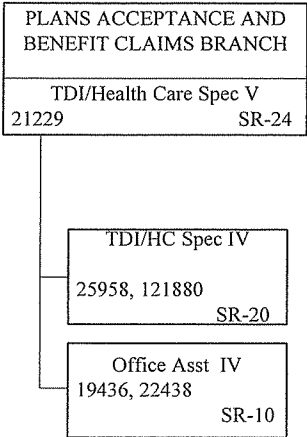 PLANS ACCEPTANCE AND
BENEFIT CLAIMS BRANCH
TDI/Health Care Spec V
21229 SR-24
TDI/HC Spec IV
25958, 121880
SR-20
Office Asst IV
19436, 22438
SR-10